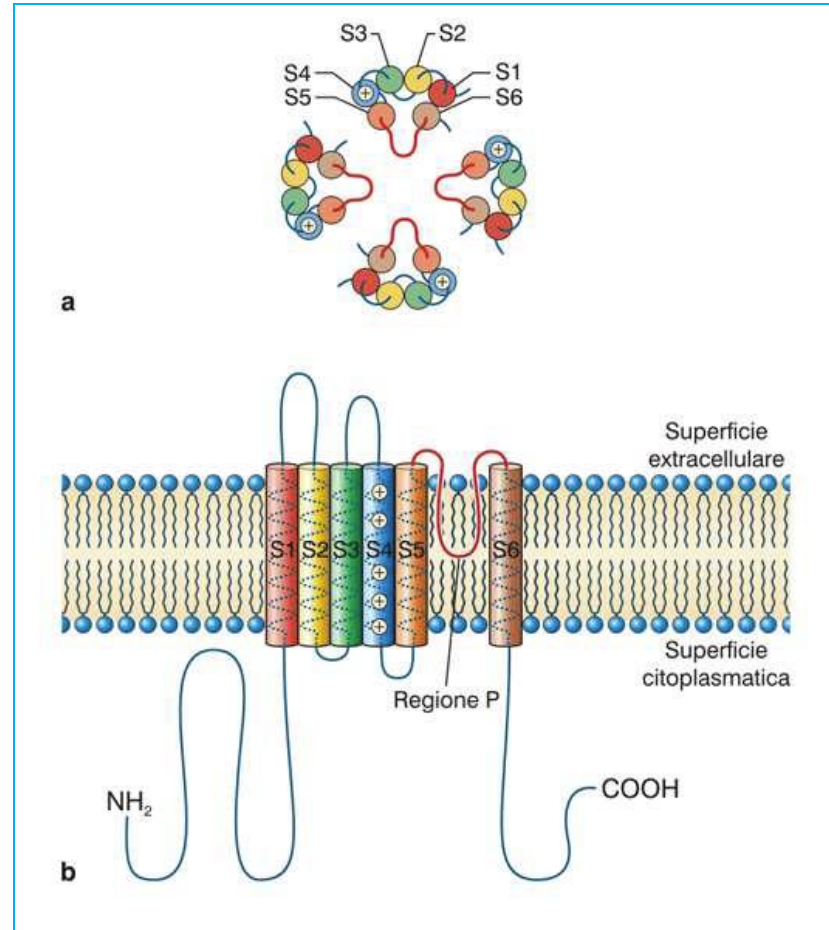 S3 S2
S4 S1
S5 S6
+
+
+
+
a
Superficie
extracellulare
+
+
S1 S2 S3 S4 S5 S6
+
+
+
Superficie
citoplasmatica
Regione P
NH₂
COOH
b